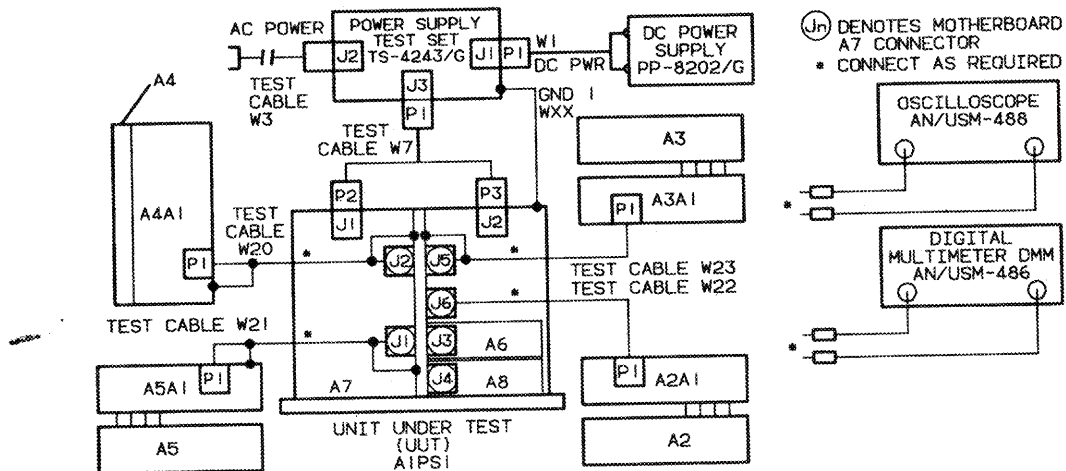 AC POWER
TEST
CABLE
W3
POWER SUPPLY
TEST SET
TS-4243/G
J2
J1
P1
J3
P1
W1
DC PWR
DC POWER
SUPPLY
PP-8202/G
Jn DENOTES MOTHERBOARD
A7 CONNECTOR
* CONNECT AS REQUIRED
A4
A4A1
P1
TEST
CABLE W7
GND 1
WXX
A3
A3A1
P1
OSCILLOSCOPE
AN/USM-488
*
P2
J1
P3
J2
TEST
CABLE
W20
*
J2
J5
*
TEST CABLE W23
TEST CABLE W22
DIGITAL
MULTIMETER DMM
AN/USM-486
*
J6
*
TEST CABLE W21
*
J1
J3
A6
J4
A8
A7
P1
A5A1
A5
P1
A2A1
A2
UNIT UNDER TEST
(UUT)
A1PS1